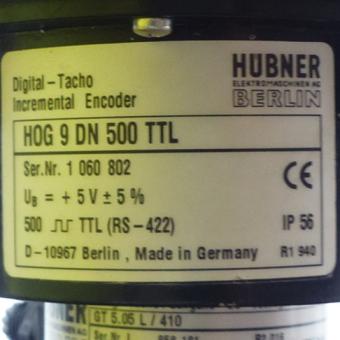 Digital-Tacho
Incremental Encoder
HÜBNER
ELEKTROMASCHINEN AG
BERLIN
HOG 9 DN 500 TTL
Ser.Nr. 1 060 802
CE
UB = + 5 V ± 5 %
500 TTL (RS-422) IP 56
D-10967 Berlin , Made in Germany R1 940
HÜBNER
GT 5.05 L / 410